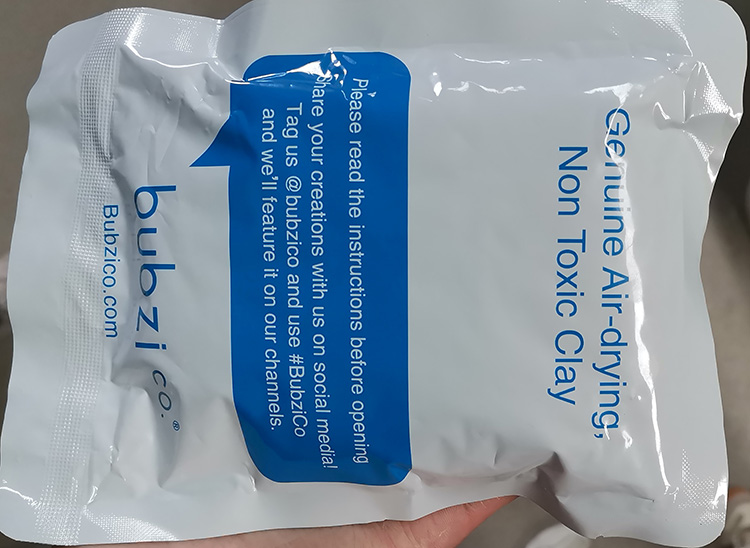 Genuine Air-drying,
Non Toxic Clay
Please read the instructions before opening
Share your creations with us on social media!
Tag us @bubzico and use #BubziCo
and we'll feature it on our channels.
bubzi co.®
Bubzico.com